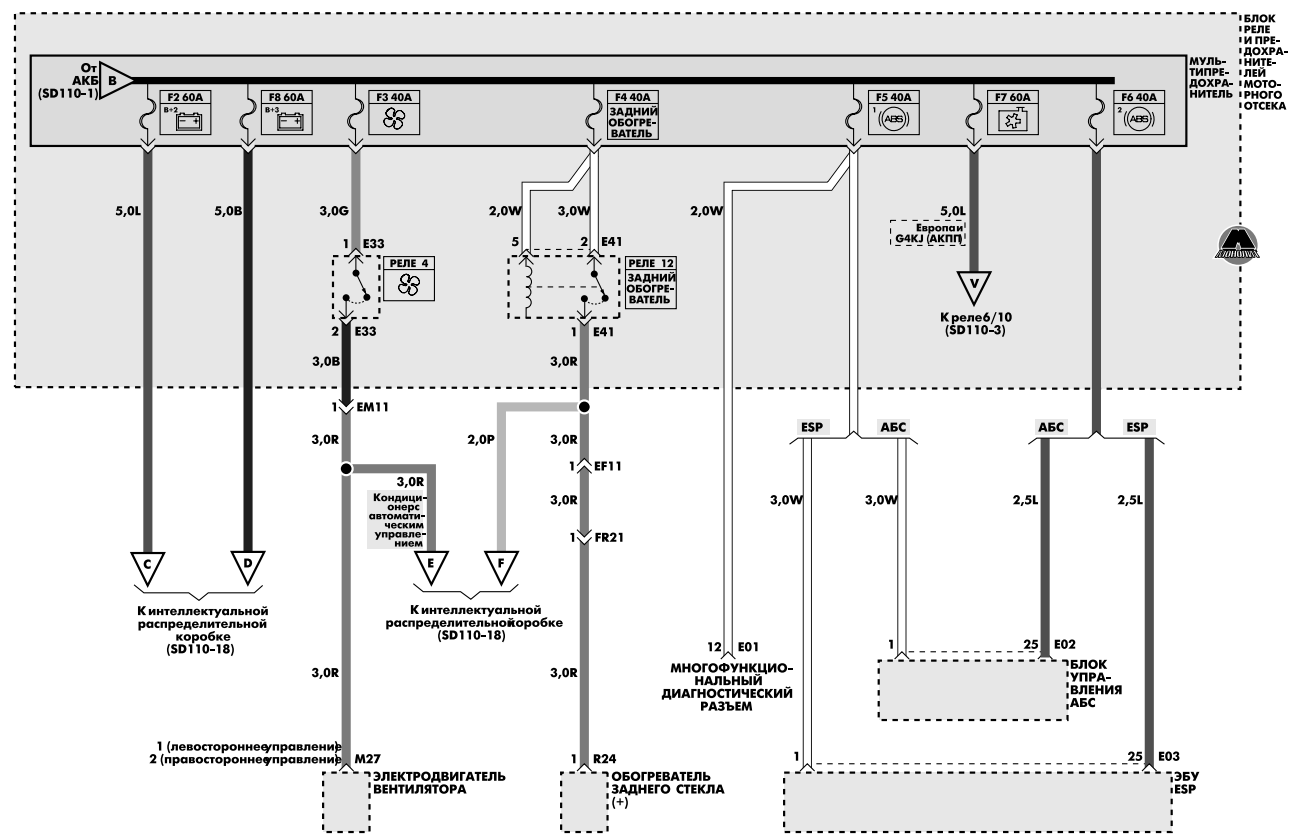 БЛОК
РЕЛЕ
И ПРЕ-
ДОХРА-
НИТЕ-
ЛЕЙ
МОТО-
РНОГО
ОТСЕКА
МУЛЬ-
ТИПРЕ-
ДОХРА-
НИТЕЛЬ
От
АКБ
(SD110-1)
B
F2 60A
B+2
F8 60A
B+3
F3 40A
F4 40A
ЗАДНИЙ
ОБОГРЕ-
ВАТЕЛЬ
F5 40A
1 (ABS)
F7 60A
F6 40A
2 (ABS)
5,0L
5,0B
3,0G
2,0W
3,0W
2,0W
5,0L
Европаи
G4KJ (АКПП)
1 E33
5
2 E41
РЕЛЕ 4
РЕЛЕ 12
ЗАДНИЙ
ОБОГРЕ-
ВАТЕЛЬ
V
К реле6/10
(SD110-3)
2 E33
1 E41
3,0B
3,0R
1 EM11
3,0R
2,0P
3,0R
ESP
АБС
АБС
ESP
1 EF11
3,0R
Кондици-
онерс
автомати-
ческим
управле-
нием
3,0R
3,0W
3,0W
2,5L
2,5L
1 FR21
C
D
E
F
К интеллектуальной
распределительной
коробке
(SD110-18)
К интеллектуальной
распределительнойкоробке
(SD110-18)
3,0R
3,0R
12 E01
МНОГОФУНКЦИО-
НАЛЬНЫЙ
ДИАГНОСТИЧЕСКИЙ
РАЗЪЕМ
1
25 E02
БЛОК
УПРА-
ВЛЕНИЯ
АБС
1 (левостороннееуправление)
2 (правостороннееуправление)
M27
ЭЛЕКТРОДВИГАТЕЛЬ
ВЕНТИЛЯТОРА
1 R24
ОБОГРЕВАТЕЛЬ
ЗАДНЕГО СТЕКЛА
(+)
1
25 E03
ЭБУ
ESP
МОНОЛИТ